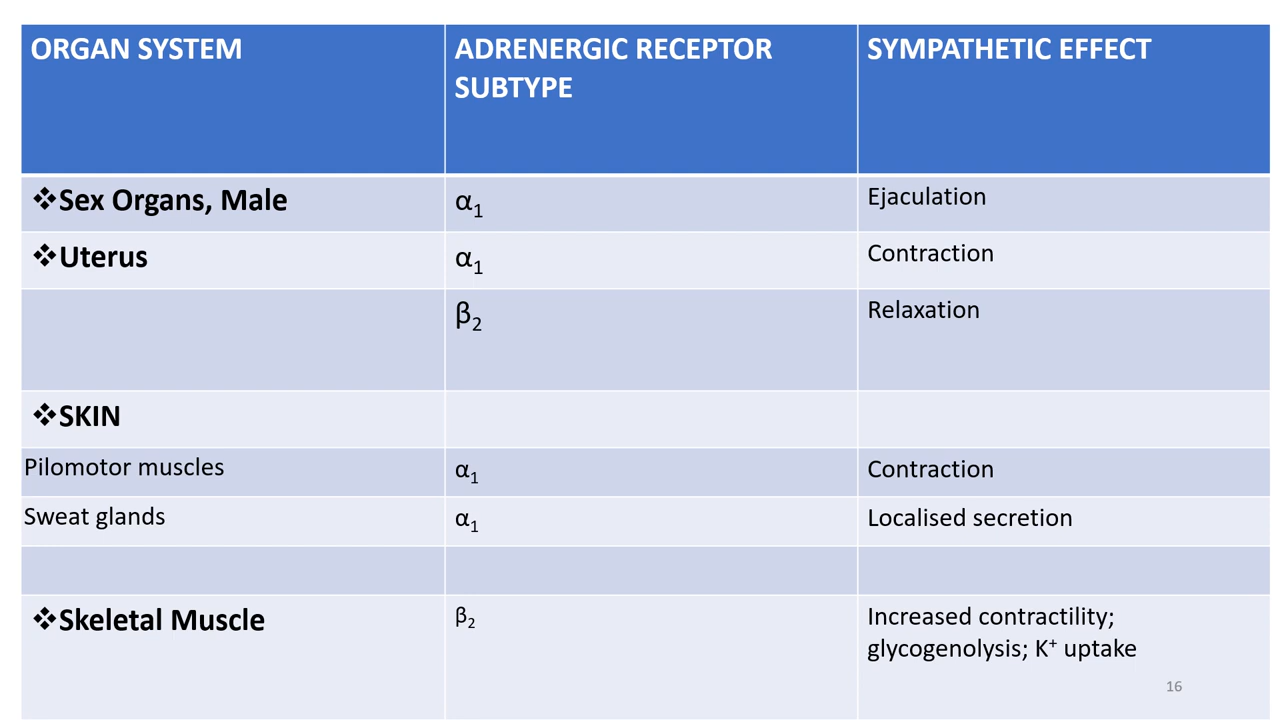 ORGAN SYSTEM
ADRENERGIC RECEPTOR
SUBTYPE
SYMPATHETIC EFFECT
❖Sex Organs, Male
α₁
Ejaculation
❖Uterus
α₁
Contraction
β₂
Relaxation
❖SKIN
Pilomotor muscles
α₁
Contraction
Sweat glands
α₁
Localised secretion
❖Skeletal Muscle
β₂
Increased contractility;
glycogenolysis; K⁺ uptake
16